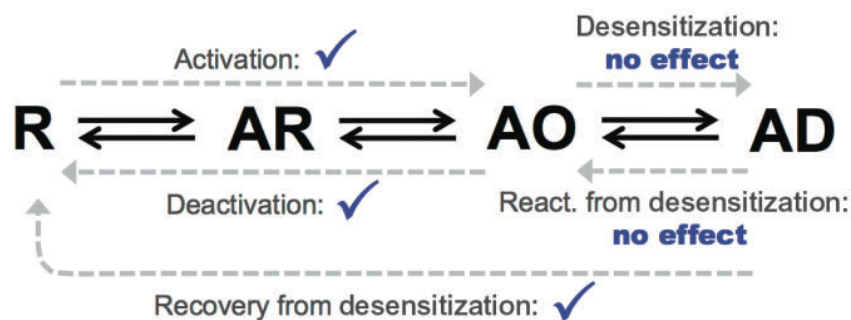 Activation: ✓
Desensitization:
no effect
R AR AO AD
Deactivation: ✓
React. from desensitization:
no effect
Recovery from desensitization: ✓